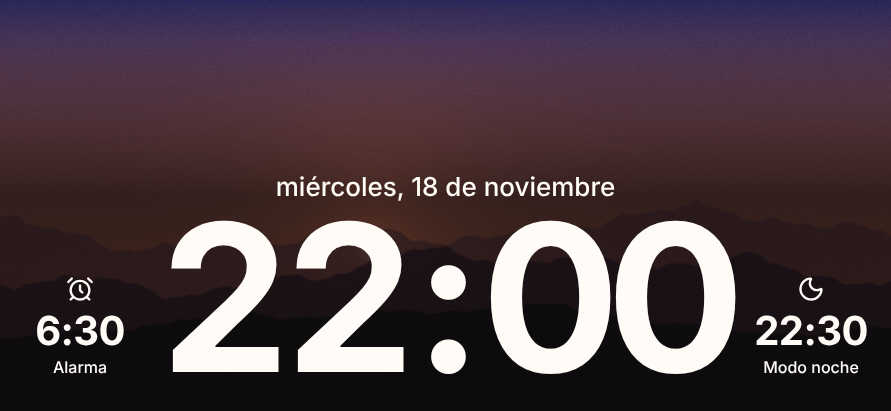 miércoles, 18 de noviembre
22:00
6:30
Alarma
22:30
Modo noche